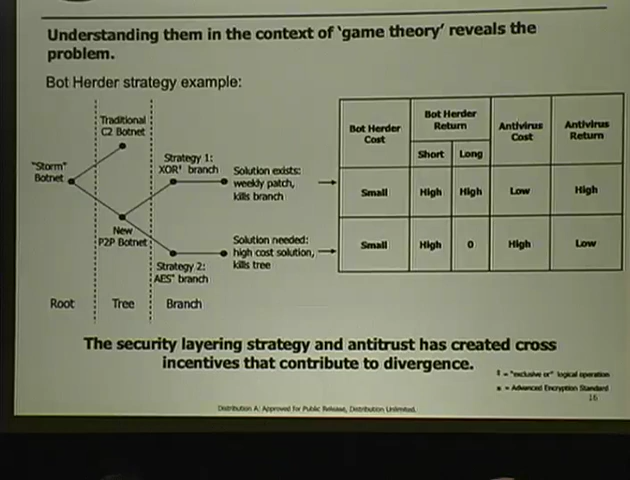 Understanding them in the context of 'game theory' reveals the
problem.
Bot Herder strategy example:
Traditional
C2 Botnet
"Storm"
Botnet
Strategy 1:
XOR‡ branch
Solution exists:
weekly patch,
kills branch
New
P2P Botnet
Strategy 2:
AES* branch
Solution needed:
high cost solution,
kills tree
Root Tree Branch
Bot Herder
Cost
Bot Herder
Return
Antivirus
Cost
Antivirus
Return
Short Long
Small High High Low High
Small High 0 High Low
The security layering strategy and antitrust has created cross
incentives that contribute to divergence.
‡ = "exclusive or" logical operation
* = Advanced Encryption Standard
16
Distribution A: Approved for Public Release, Distribution Unlimited.